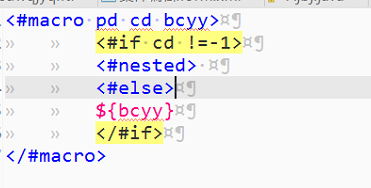 <#macro pd cd bcyy>
<#if cd !=-1>
<#nested>
<#else>
${bcyy}
</#if>
</#macro>